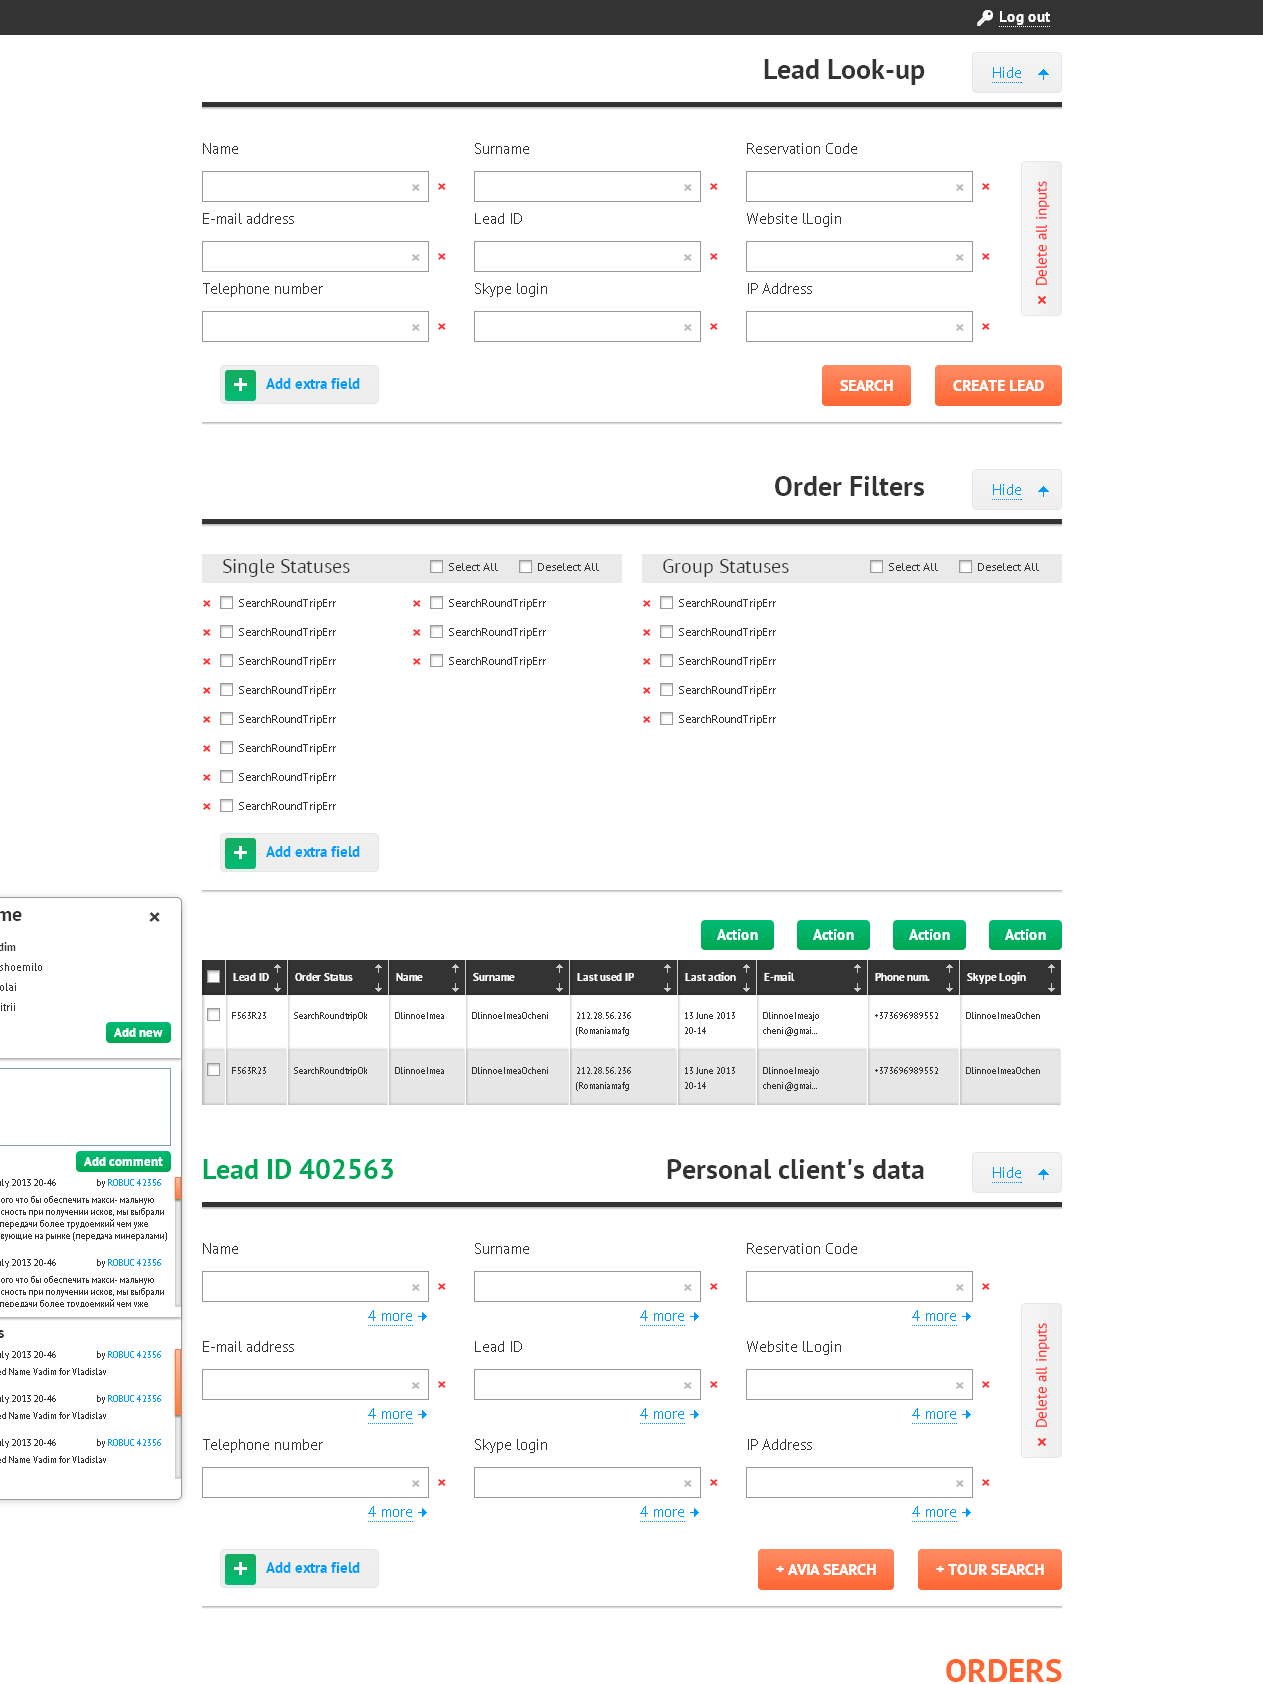 Log out
Lead Look-up
Hide
Name
Surname
Reservation Code
E-mail address
Lead ID
Website lLogin
Telephone number
Skype login
IP Address
Delete all inputs
Add extra field
SEARCH
CREATE LEAD
Order Filters
Hide
Single Statuses
Select All
Deselect All
Group Statuses
Select All
Deselect All
SearchRoundTripErr SearchRoundTripErr SearchRoundTripErr
SearchRoundTripErr SearchRoundTripErr SearchRoundTripErr
SearchRoundTripErr SearchRoundTripErr SearchRoundTripErr
SearchRoundTripErr SearchRoundTripErr
SearchRoundTripErr SearchRoundTripErr
SearchRoundTripErr
SearchRoundTripErr
SearchRoundTripErr
Add extra field
me
dim
shoemilo
olai
itrii
Add new
Add comment
uly 2013 20-46 by ROBUC 42356
ого что бы обеспечить макси- мальную
сность при получении исков, мы выбрали
передачи более трудоемкий чем уже
вующие на рынке (передача минералами)
uly 2013 20-46 by ROBUC 42356
ого что бы обеспечить макси- мальную
сность при получении исков, мы выбрали
передачи более трудоемкий чем уже
s
uly 2013 20-46 by ROBUC 42356
ed Name Vadim for Vladislav
uly 2013 20-46 by ROBUC 42356
ed Name Vadim for Vladislav
uly 2013 20-46 by ROBUC 42356
ed Name Vadim for Vladislav
Action Action Action Action
Lead ID Order Status Name Surname Last used IP Last action E-mail Phone num. Skype Login
F563R23 SearchRoundtripOk DlinnoeImea DlinnoeImeaOcheni 212.28.56.236 13 June 2013 DlinnoeImeajo +373696989552 DlinnoeImeaOchen
(Romaniamafg 20-14 cheni@gmai...
F563R23 SearchRoundtripOk DlinnoeImea DlinnoeImeaOcheni 212.28.56.236 13 June 2013 DlinnoeImeajo +373696989552 DlinnoeImeaOchen
(Romaniamafg 20-14 cheni@gmai...
Lead ID 402563
Personal client's data
Hide
Name
Surname
Reservation Code
4 more 4 more 4 more
E-mail address
Lead ID
Website lLogin
4 more 4 more 4 more
Telephone number
Skype login
IP Address
4 more 4 more 4 more
Delete all inputs
Add extra field
+ AVIA SEARCH
+ TOUR SEARCH
ORDERS